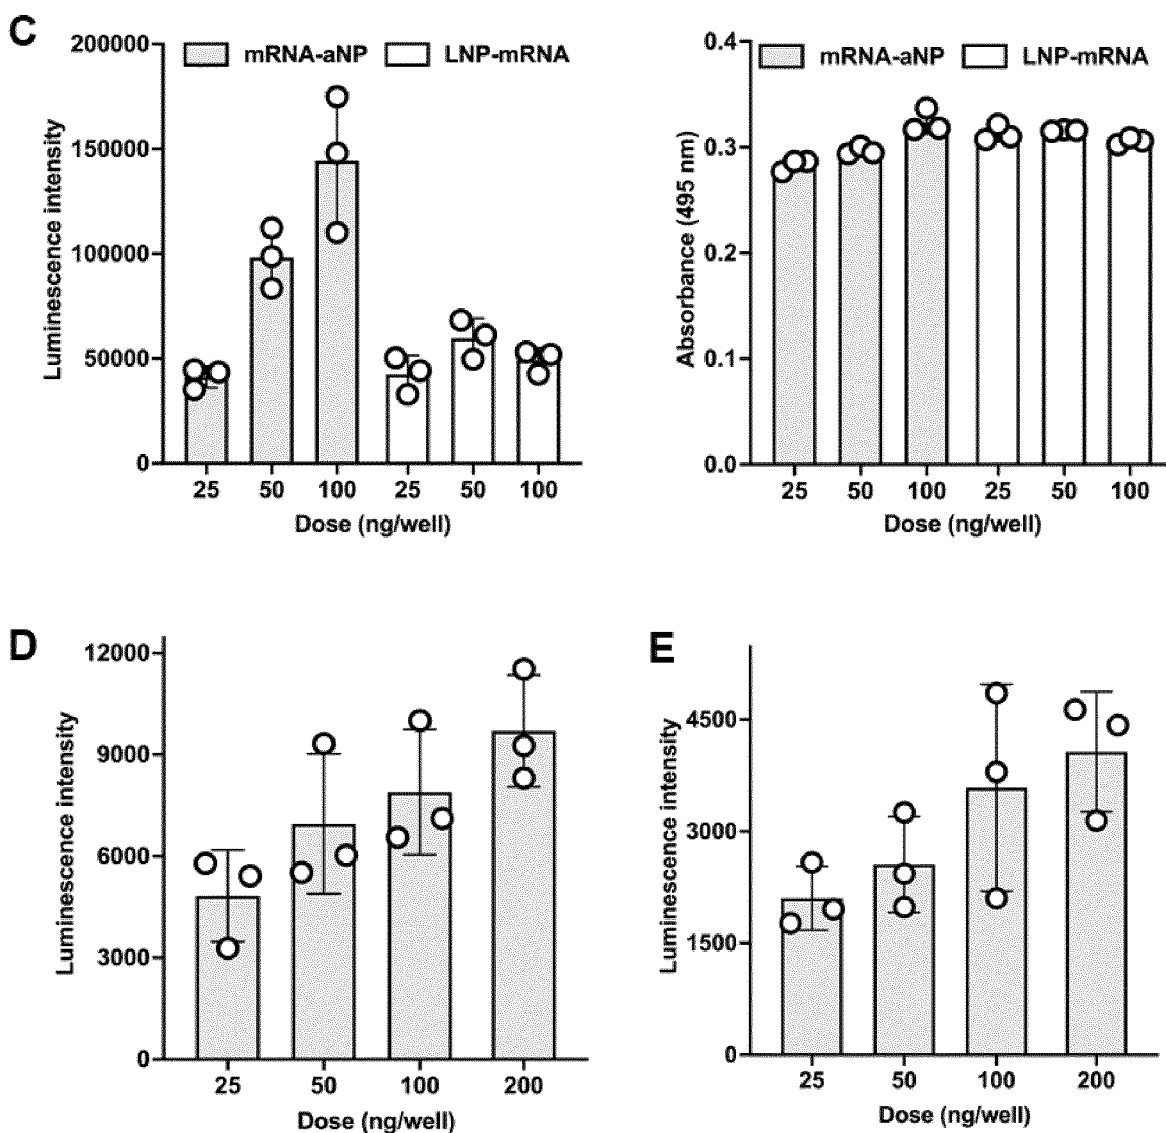 C
mRNA-aNP LNP-mRNA
Luminescence intensity
200000
150000
100000
50000
0
25 50 100 25 50 100
Dose (ng/well)
mRNA-aNP LNP-mRNA
Absorbance (495 nm)
0.4
0.3
0.2
0.1
0.0
25 50 100 25 50 100
Dose (ng/well)
D
Luminescence intensity
12000
9000
6000
3000
0
25 50 100 200
Dose (ng/well)
E
Luminescence intensity
4500
3000
1500
0
25 50 100 200
Dose (ng/well)